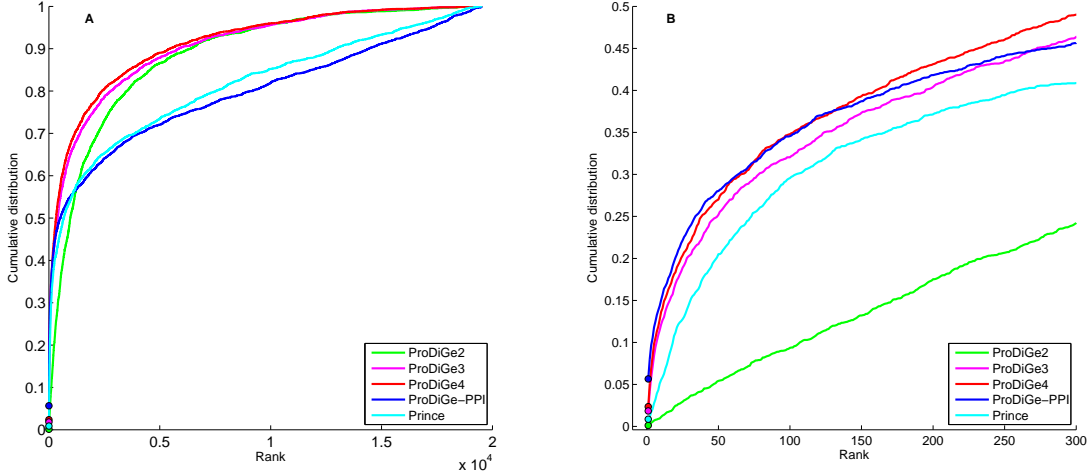 A
Cumulative distribution
1
0.9
0.8
0.7
0.6
0.5
0.4
0.3
0.2
0.1
0
0
0.5
1
1.5
2
x 10^4
Rank
ProDiGe2
ProDiGe3
ProDiGe4
ProDiGe-PPI
Prince
B
Cumulative distribution
0.5
0.45
0.4
0.35
0.3
0.25
0.2
0.15
0.1
0.05
0
0
50
100
150
200
250
300
Rank
ProDiGe2
ProDiGe3
ProDiGe4
ProDiGe-PPI
Prince